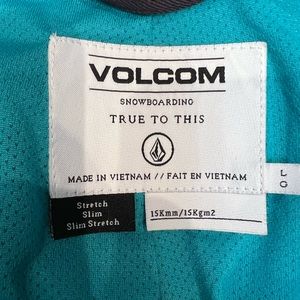 VOLCOM
SNOWBOARDING
TRUE TO THIS
MADE IN VIETNAM // FAIT EN VIETNAM
Stretch
Slim
Slim Stretch
15Kmm/15Kgm2
L